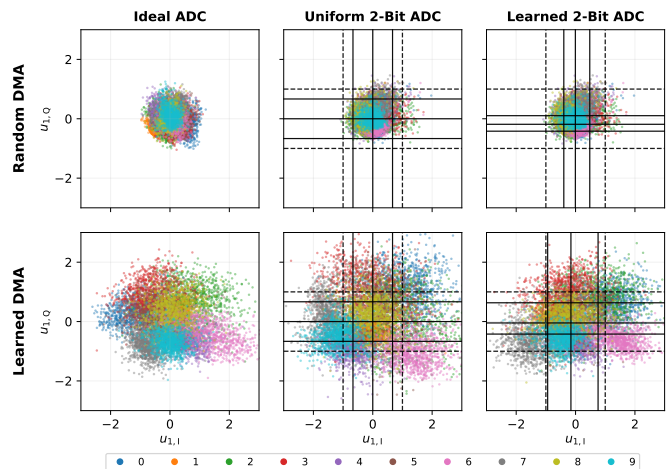 Ideal ADC
Uniform 2-Bit ADC
Learned 2-Bit ADC
Random DMA
u1,Q
2
0
−2
Learned DMA
u1,Q
2
0
−2
−2 0 2
−2 0 2
−2 0 2
u1,I
u1,I
u1,I
0 1 2 3 4 5 6 7 8 9